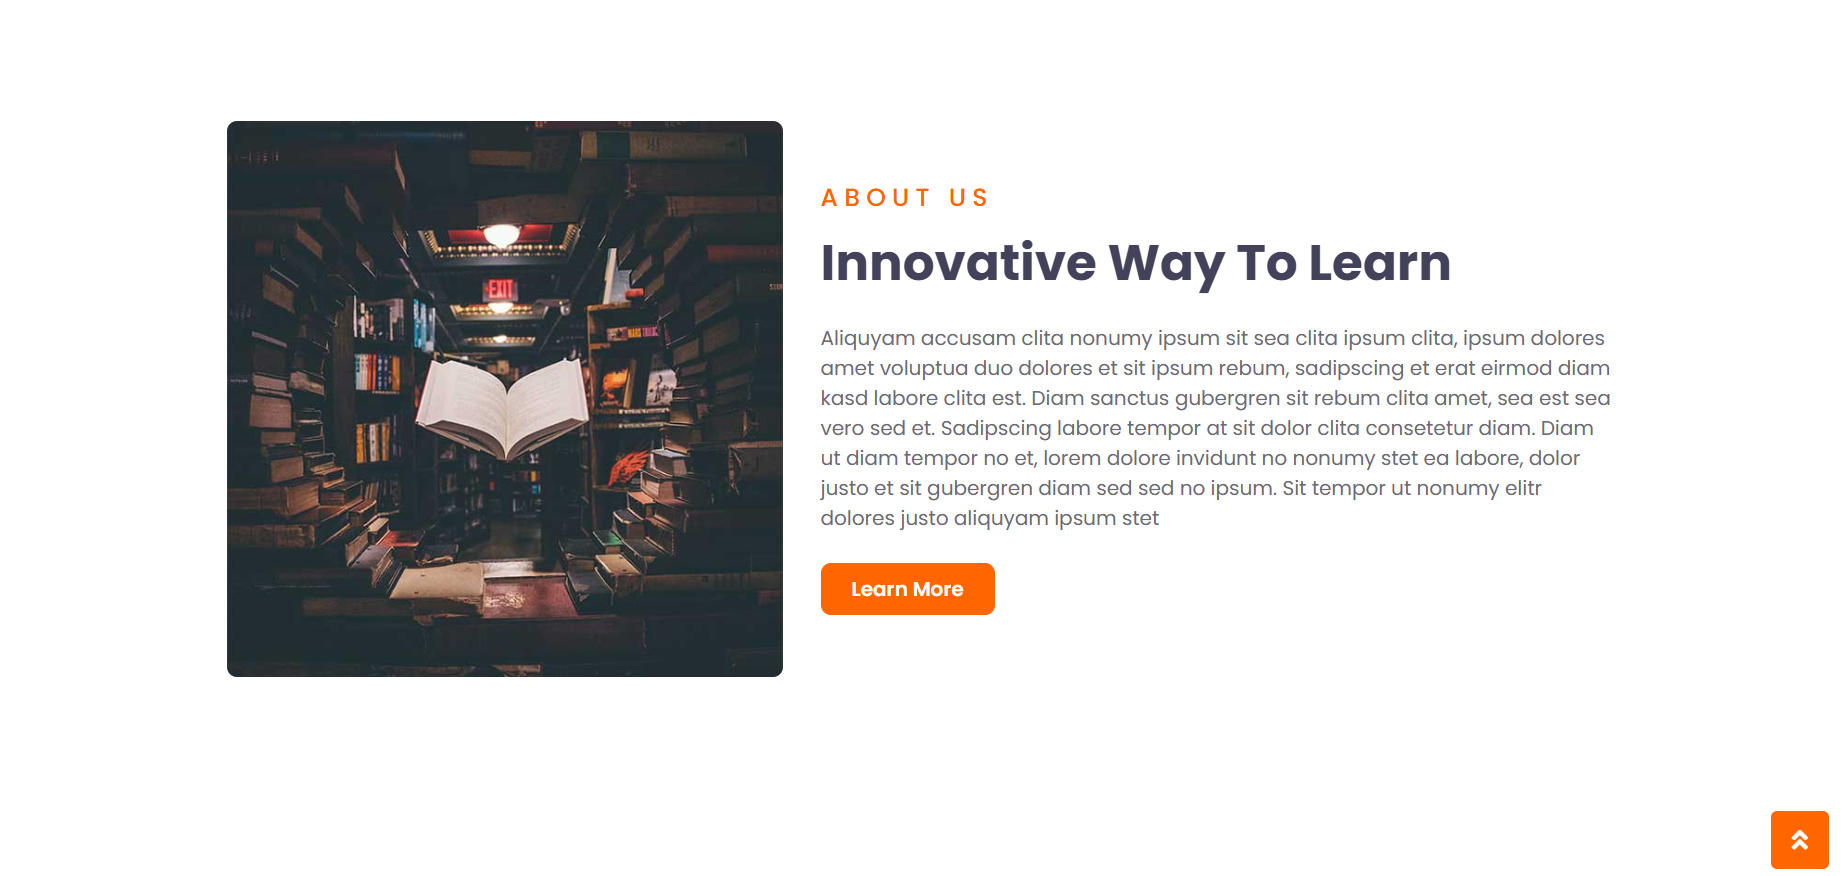 EXIT
ABOUT US
Innovative Way To Learn
Aliquyam accusam clita nonumy ipsum sit sea clita ipsum clita, ipsum dolores
amet voluptua duo dolores et sit ipsum rebum, sadipscing et erat eirmod diam
kasd labore clita est. Diam sanctus gubergren sit rebum clita amet, sea est sea
vero sed et. Sadipscing labore tempor at sit dolor clita consetetur diam. Diam
ut diam tempor no et, lorem dolore invidunt no nonumy stet ea labore, dolor
justo et sit gubergren diam sed sed no ipsum. Sit tempor ut nonumy elitr
dolores justo aliquyam ipsum stet
Learn More